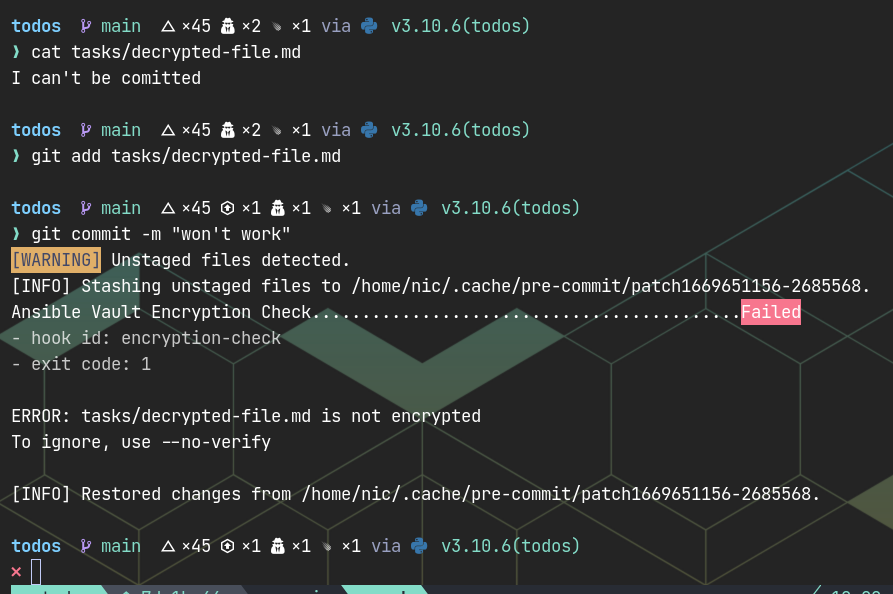 todos main ×45 ×2 ×1 via v3.10.6(todos)
❯ cat tasks/decrypted-file.md
I can't be comitted
todos main ×45 ×2 ×1 via v3.10.6(todos)
❯ git add tasks/decrypted-file.md
todos main ×45 ×1 ×1 ×1 via v3.10.6(todos)
❯ git commit -m "won't work"
[WARNING] Unstaged files detected.
[INFO] Stashing unstaged files to /home/nic/.cache/pre-commit/patch1669651156-2685568.
Ansible Vault Encryption Check...........................................Failed
- hook id: encryption-check
- exit code: 1
ERROR: tasks/decrypted-file.md is not encrypted
To ignore, use --no-verify
[INFO] Restored changes from /home/nic/.cache/pre-commit/patch1669651156-2685568.
todos main ×45 ×1 ×1 ×1 via v3.10.6(todos)
×